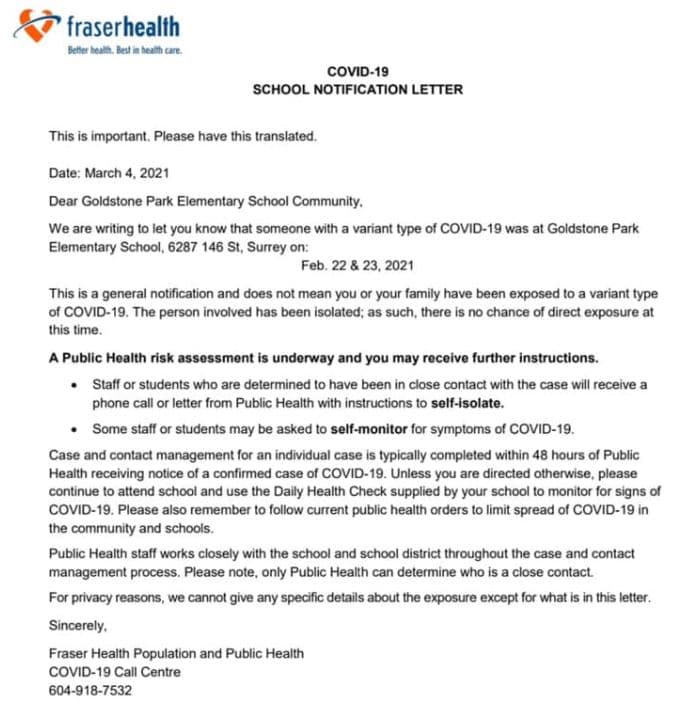 fraserhealth
Better health. Best in health care.
COVID-19
SCHOOL NOTIFICATION LETTER
This is important. Please have this translated.
Date: March 4, 2021
Dear Goldstone Park Elementary School Community,
We are writing to let you know that someone with a variant type of COVID-19 was at Goldstone Park
Elementary School, 6287 146 St, Surrey on:
Feb. 22 & 23, 2021
This is a general notification and does not mean you or your family have been exposed to a variant type
of COVID-19. The person involved has been isolated; as such, there is no chance of direct exposure at
this time.
A Public Health risk assessment is underway and you may receive further instructions.
• Staff or students who are determined to have been in close contact with the case will receive a
phone call or letter from Public Health with instructions to self-isolate.
• Some staff or students may be asked to self-monitor for symptoms of COVID-19.
Case and contact management for an individual case is typically completed within 48 hours of Public
Health receiving notice of a confirmed case of COVID-19. Unless you are directed otherwise, please
continue to attend school and use the Daily Health Check supplied by your school to monitor for signs of
COVID-19. Please also remember to follow current public health orders to limit spread of COVID-19 in
the community and schools.
Public Health staff works closely with the school and school district throughout the case and contact
management process. Please note, only Public Health can determine who is a close contact.
For privacy reasons, we cannot give any specific details about the exposure except for what is in this letter.
Sincerely,
Fraser Health Population and Public Health
COVID-19 Call Centre
604-918-7532